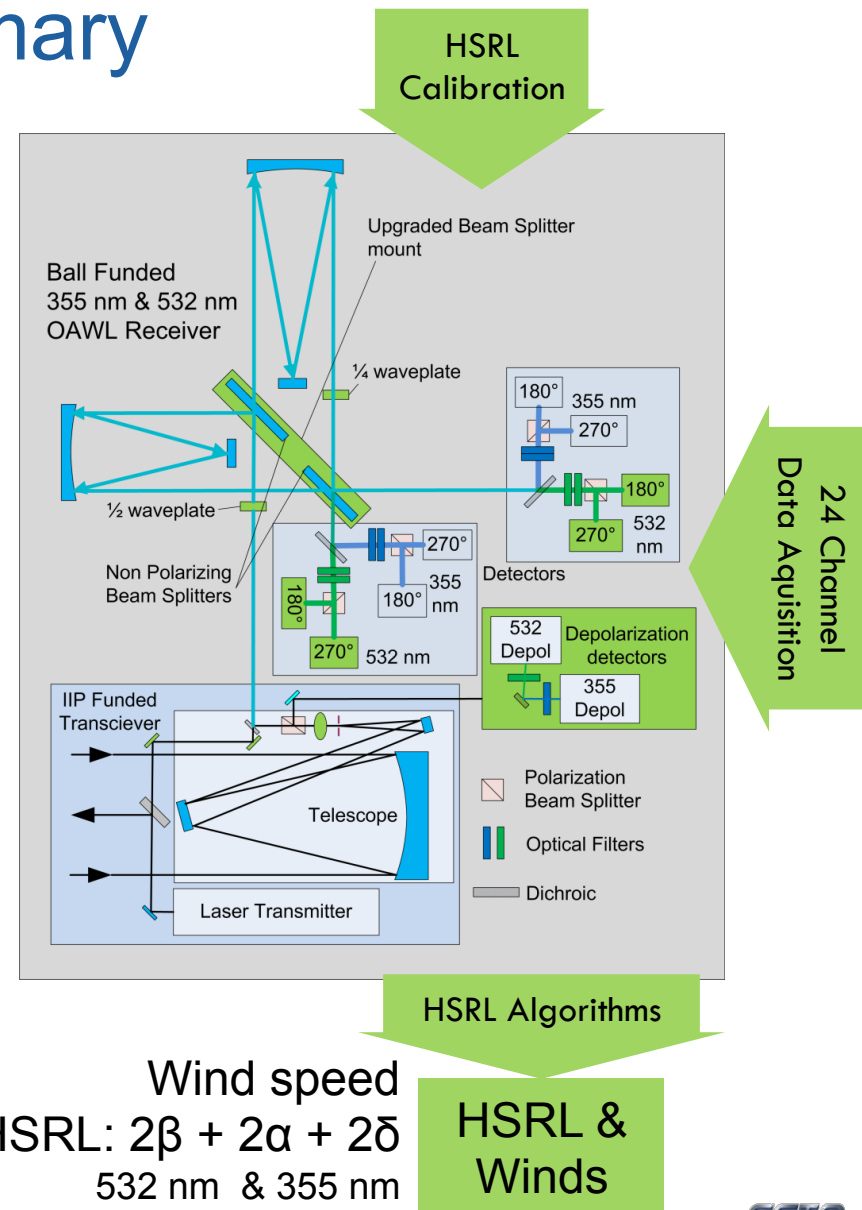 HSRL
Calibration
Upgraded Beam Splitter
mount
Ball Funded
355 nm & 532 nm
OAWL Receiver
¼ waveplate
180°
355 nm
270°
180°
270°
532
nm
½ waveplate
Non Polarizing
Beam Splitters
270°
355
nm
180°
180°
270°
532 nm
Detectors
24 Channel
Data Aquisition
532
Depol
Depolarization
detectors
355
Depol
IIP Funded
Transciever
Telescope
Laser Transmitter
Polarization
Beam Splitter
Optical Filters
Dichroic
HSRL Algorithms
Wind speed
HSRL: 2β + 2α + 2δ
532 nm & 355 nm
HSRL &
Winds